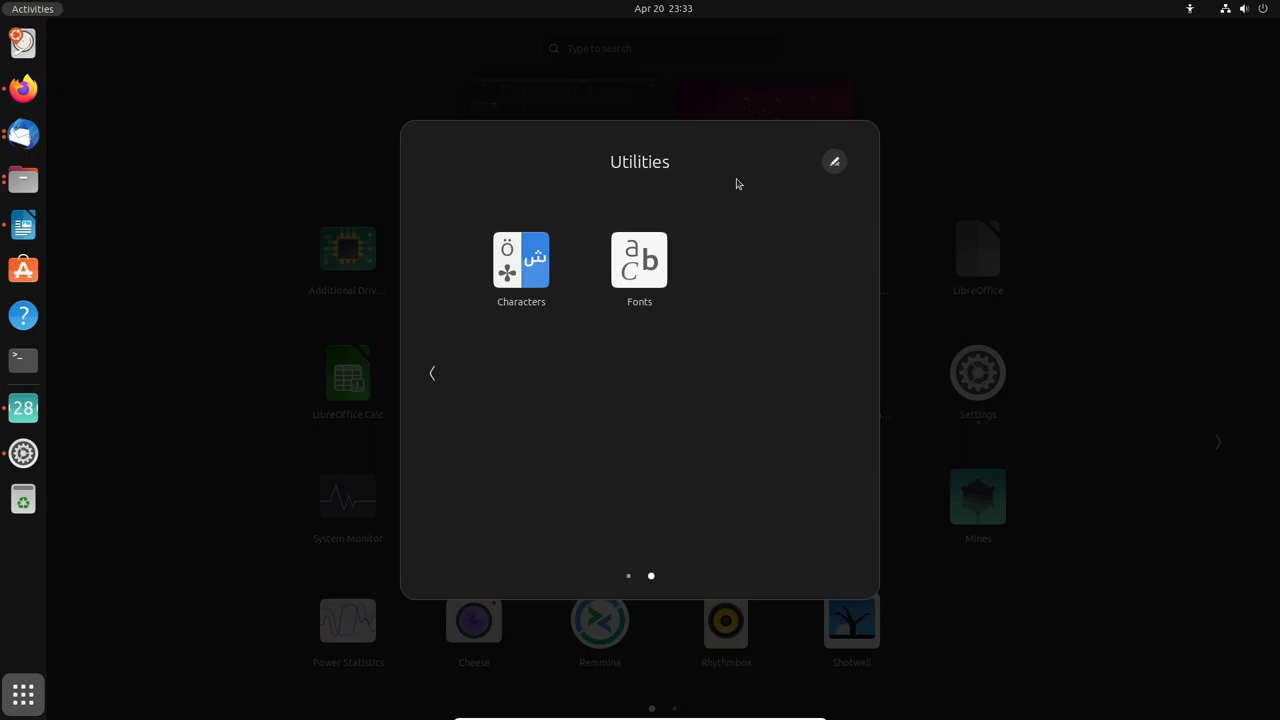 Activities
Apr 20 23:33
Type to search
Utilities
Ö
ش
a
b
C
Characters
Fonts
Additional Driv...
LibreOffice
>_
28
LibreOffice Calc
Settings
System Monitor
Mines
Power Statistics
Cheese
Remmina
Rhythmbox
Shotwell